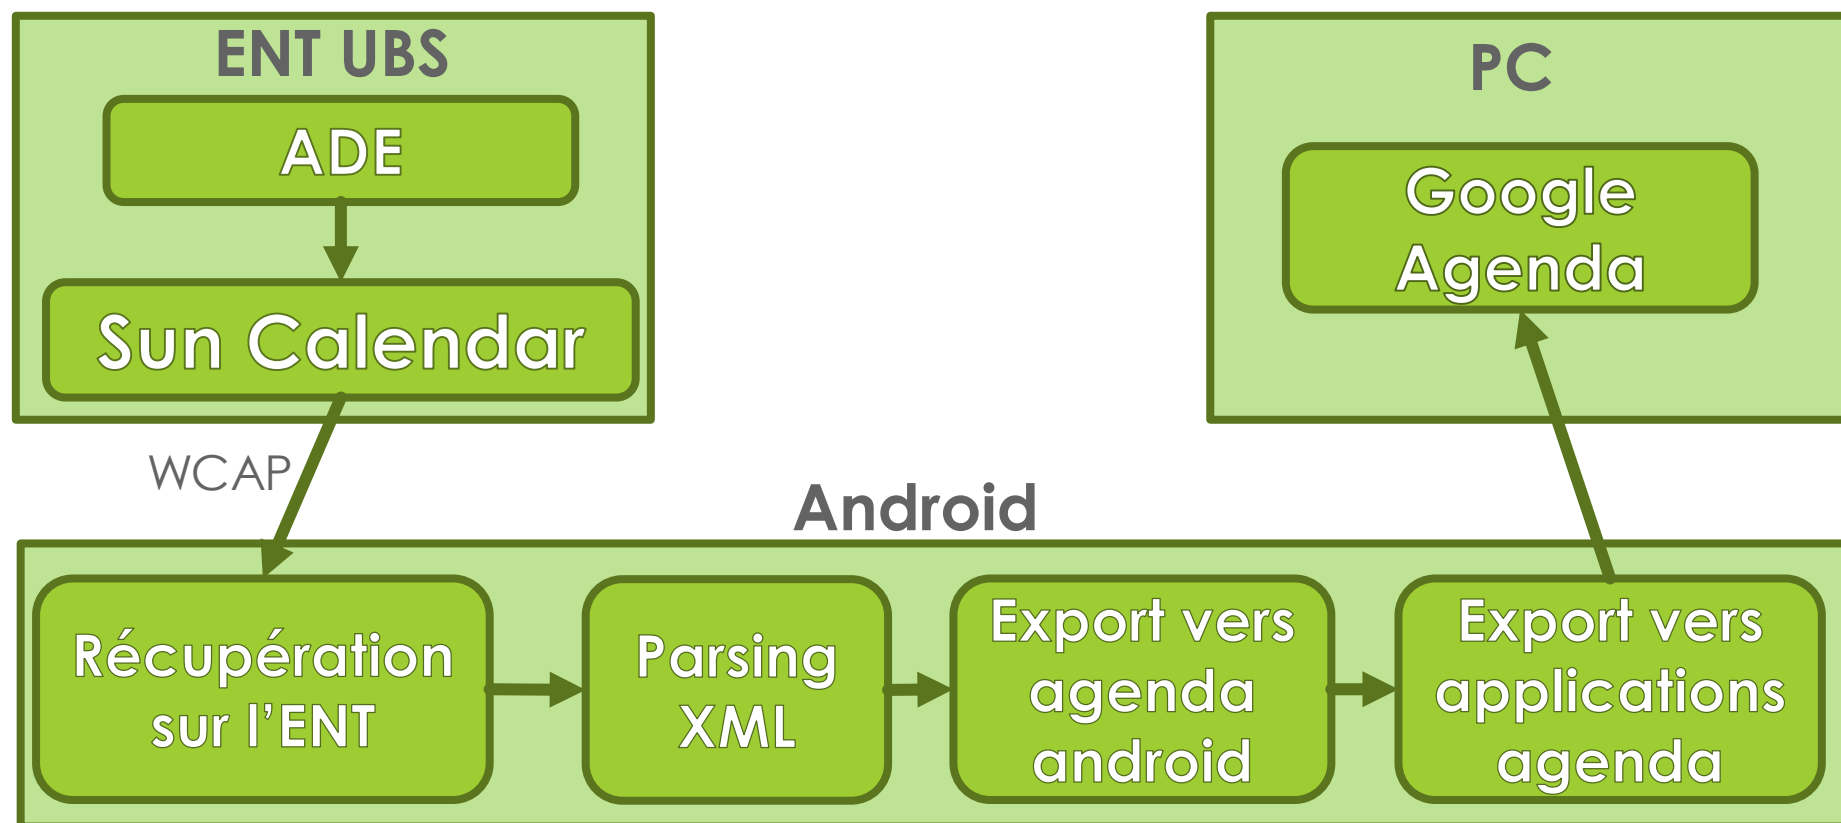 ENT UBS
ADE
Sun Calendar
PC
Google
Agenda
WCAP
Android
Récupération
sur l’ENT
Parsing
XML
Export vers
agenda
android
Export vers
applications
agenda